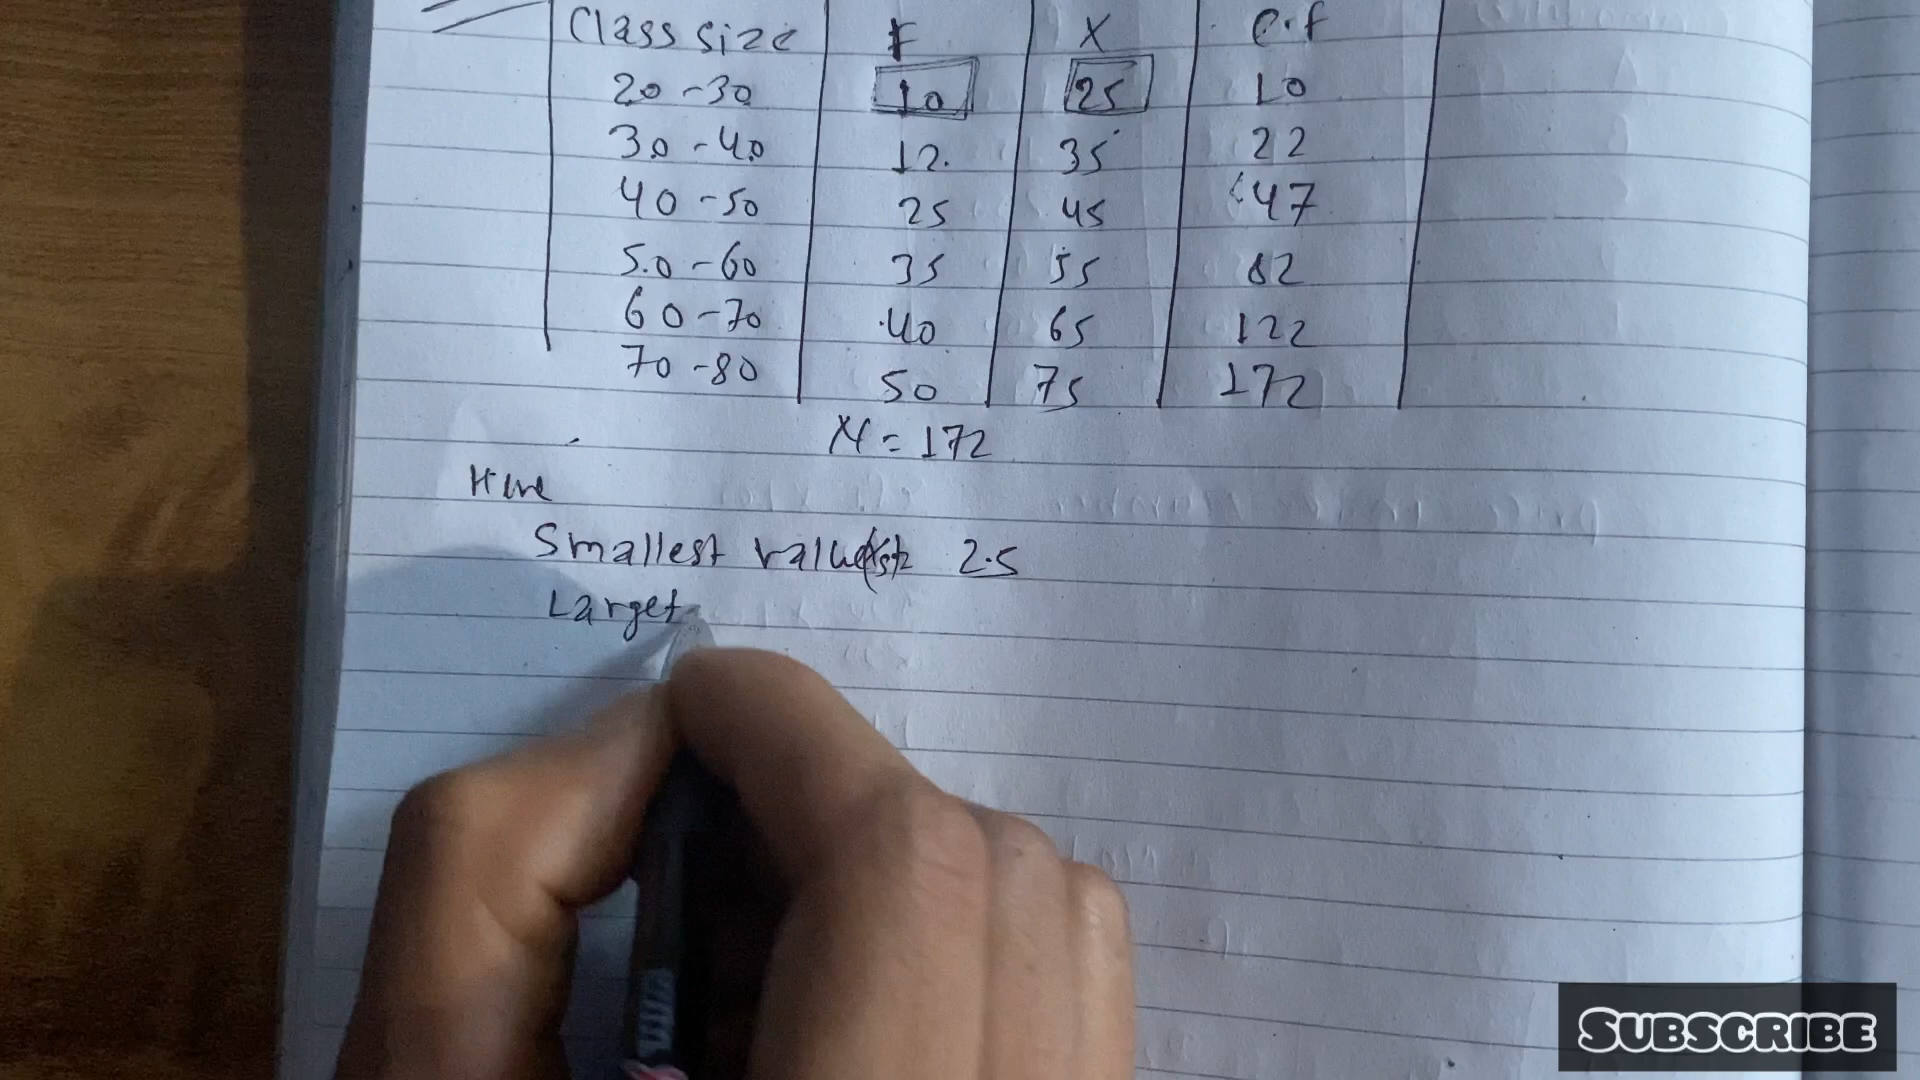 Class size F X c.f
20-30 10 25 10
30-40 12 35 22
40-50 25 45 47
50-60 35 55 82
60-70 40 65 122
70-80 50 75 172
N = 172
Here
Smallest value 2.5
Larget
SUBSCRIBE